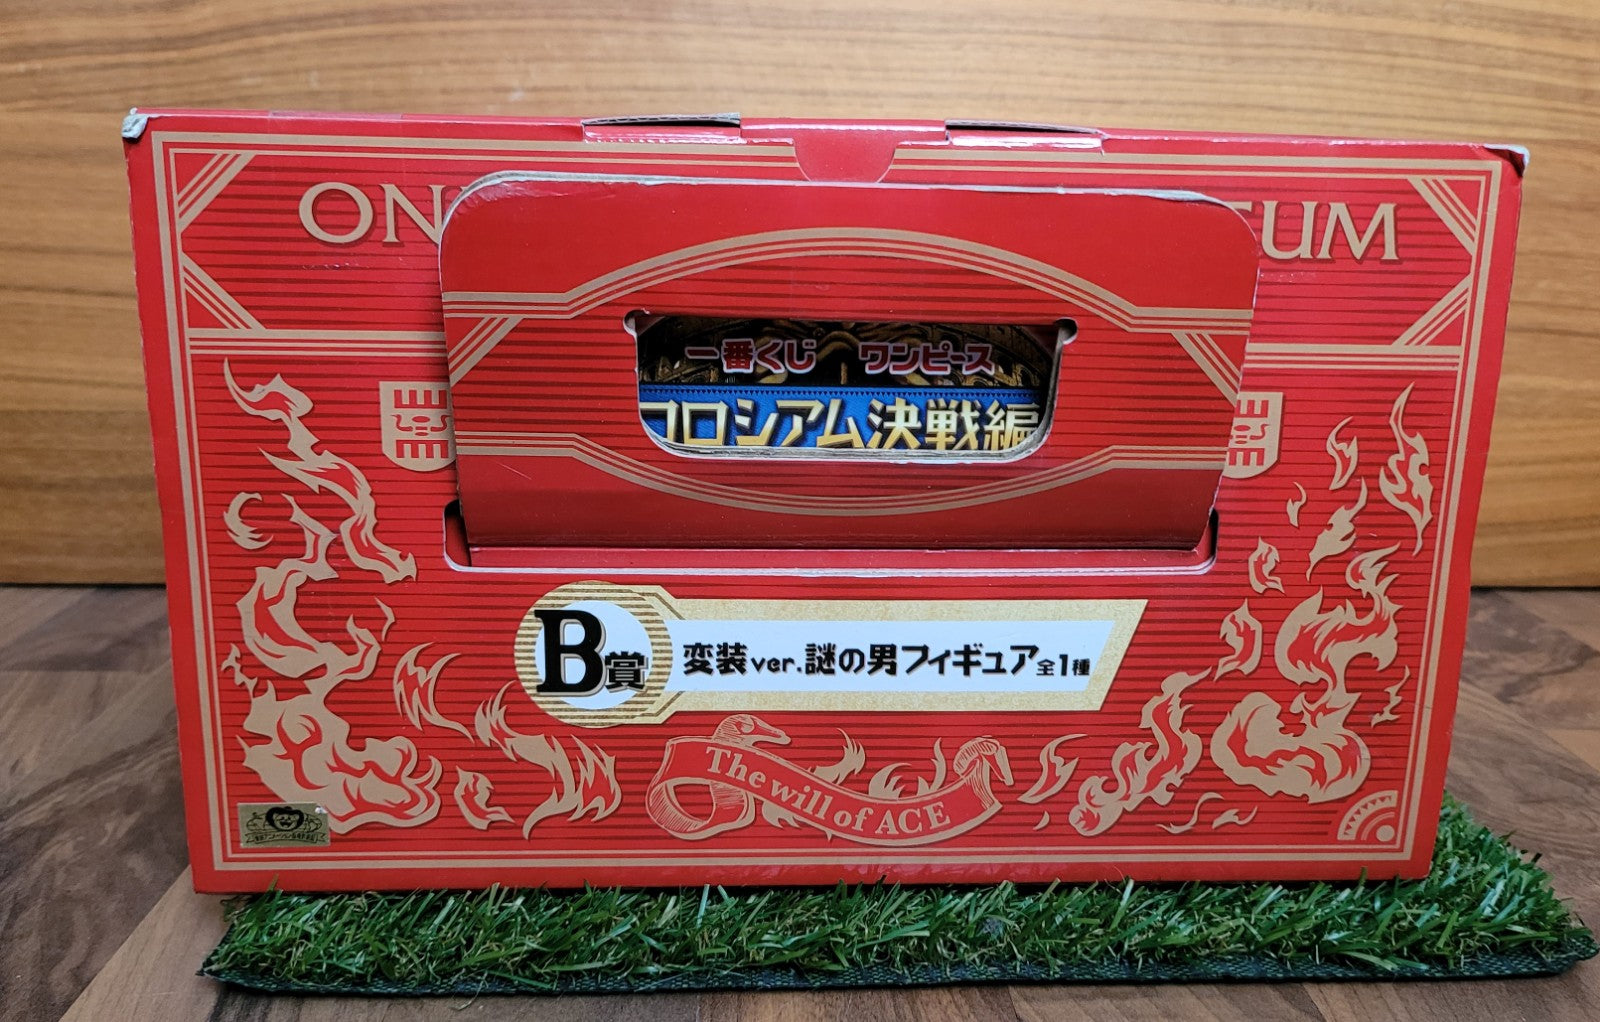 ON UM
一番くじ ワンピース
コロシアム決戦編
B賞
変装ver.謎の男フィギュア全1種
The will of ACE